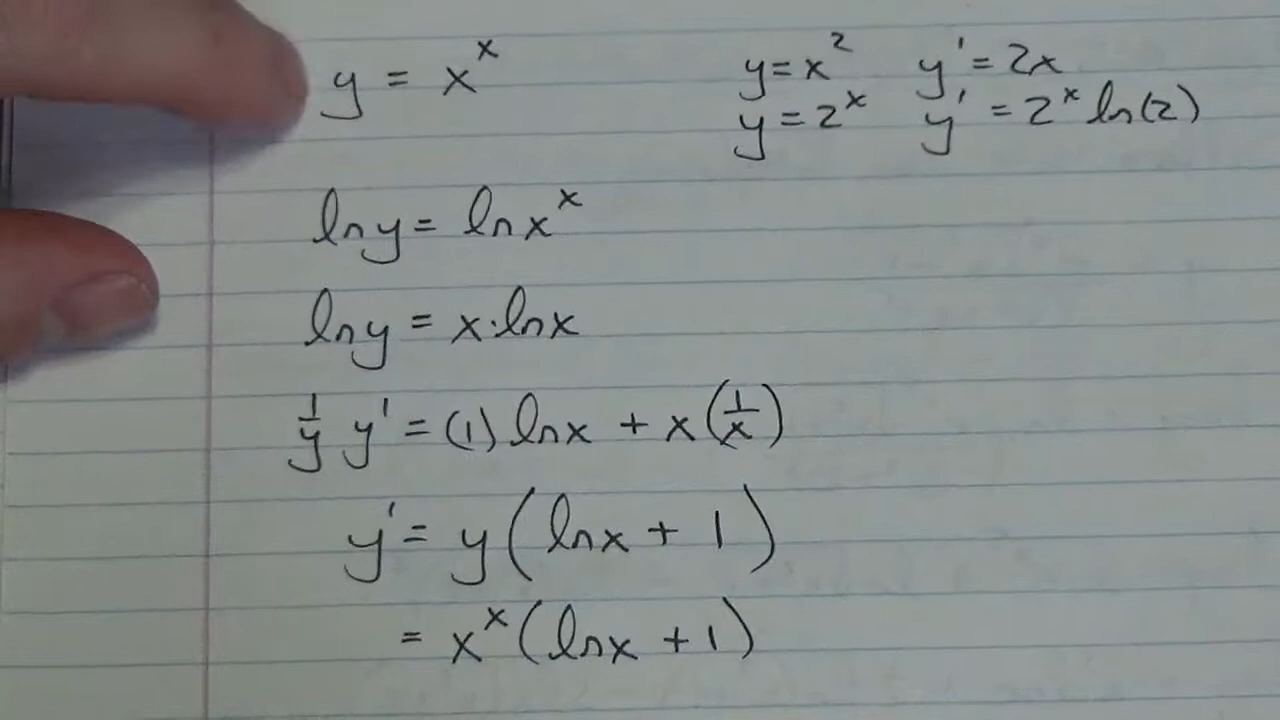 y = x^x
y = x^2 y' = 2x
y = 2^x y' = 2^x ln(2)
ln y = ln x^x
ln y = x·ln x
1/y y' = (1) ln x + x(1/x)
y' = y(ln x + 1)
= x^x(ln x + 1)